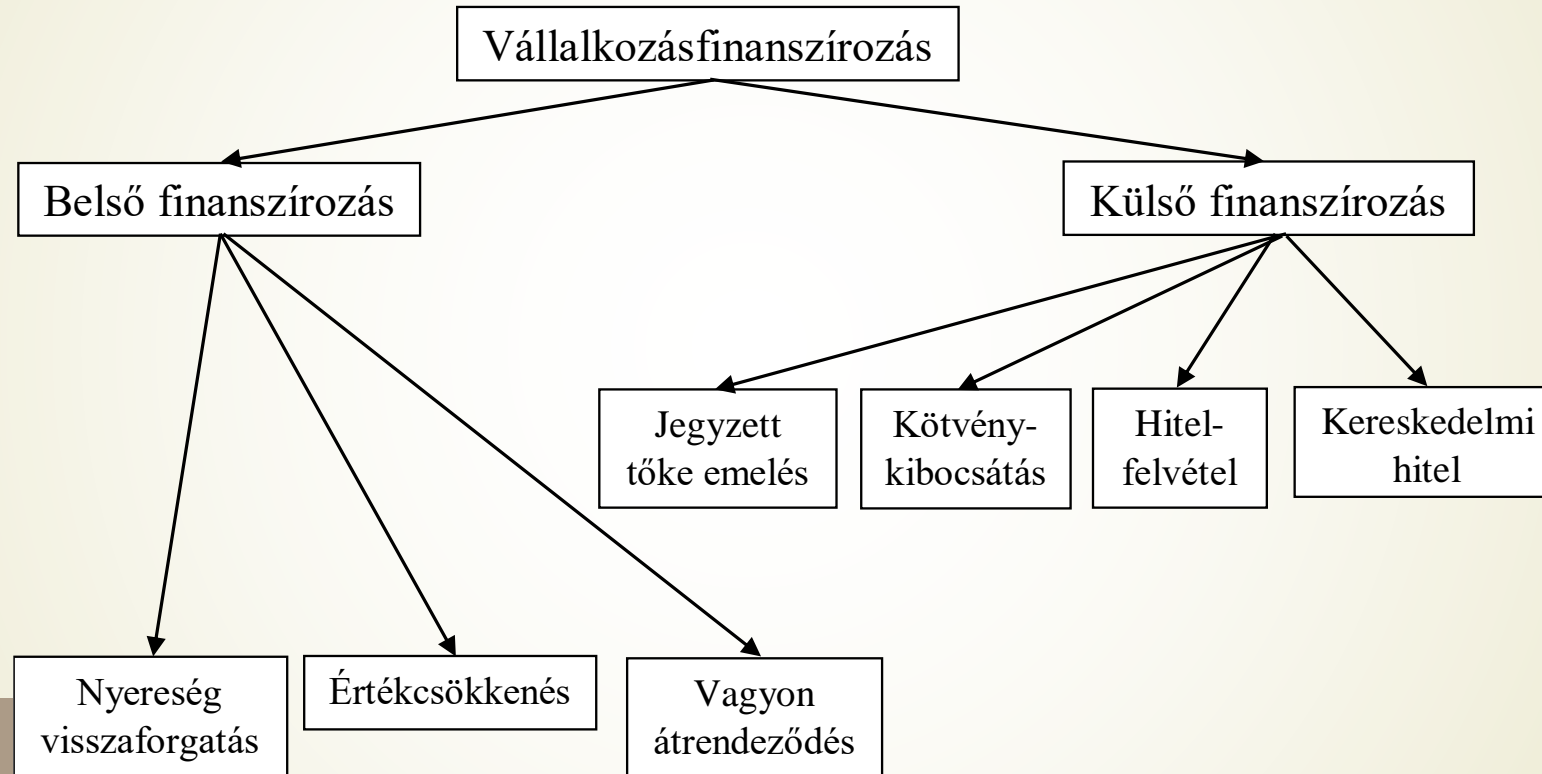 Vállalkozásfinanszírozás
Belső finanszírozás
Külső finanszírozás
Jegyzett
tőke emelés
Kötvény-
kibocsátás
Hitel-
felvétel
Kereskedelmi
hitel
Nyereség
visszaforgatás
Értékcsökkenés
Vagyon
átrendeződés